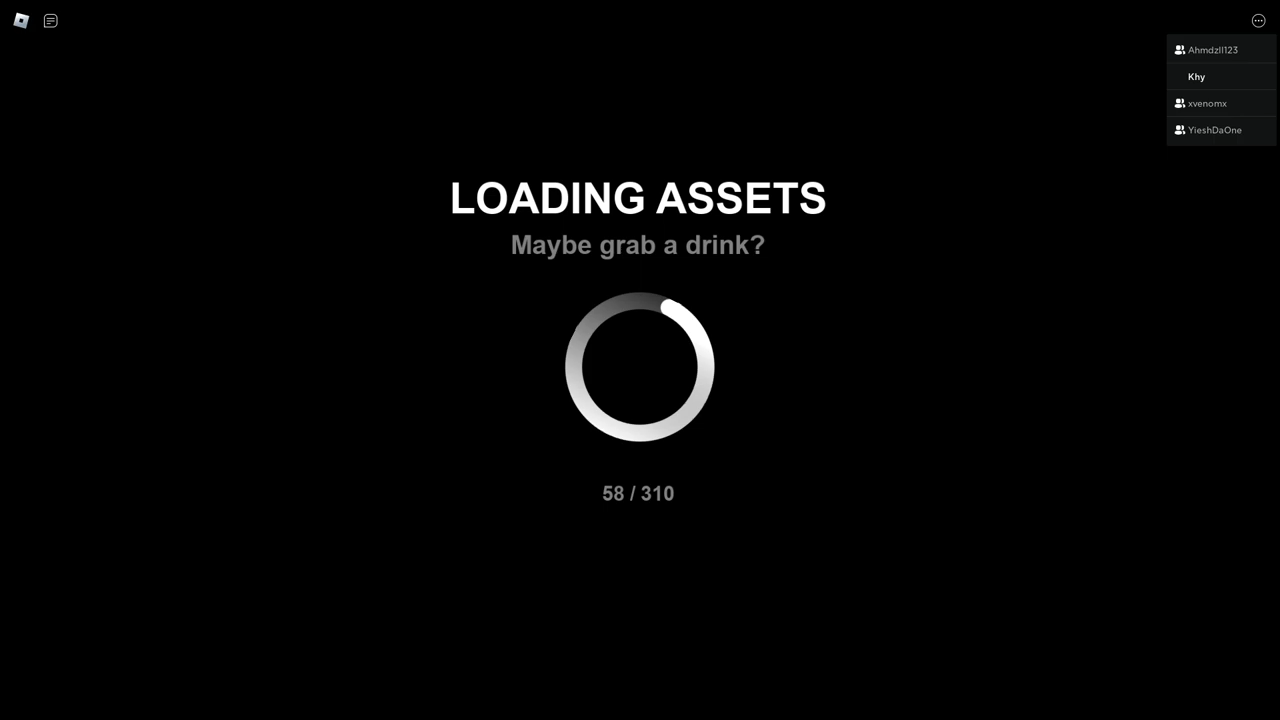 Ahmdzll123
Khy
xvenomx
YieshDaOne
LOADING ASSETS
Maybe grab a drink?
58 / 310